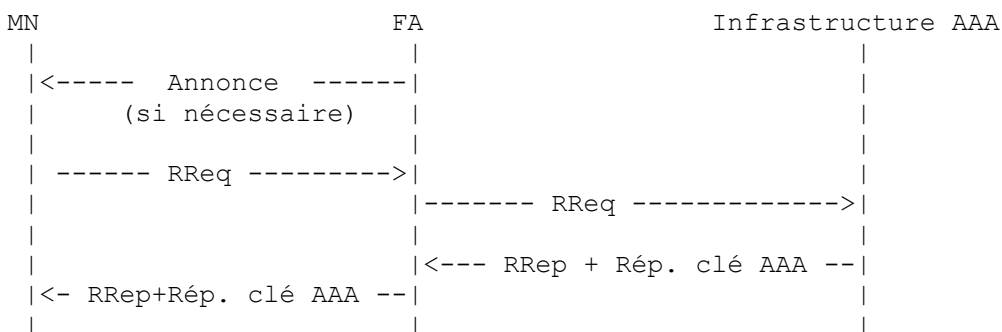 MN FA Infrastructure AAA
<----- Annonce ------
(si nécessaire)
------ RReq --------->
------- RReq ------------->
<--- RRep + Rép. clé AAA --
<- RRep+Rép. clé AAA --